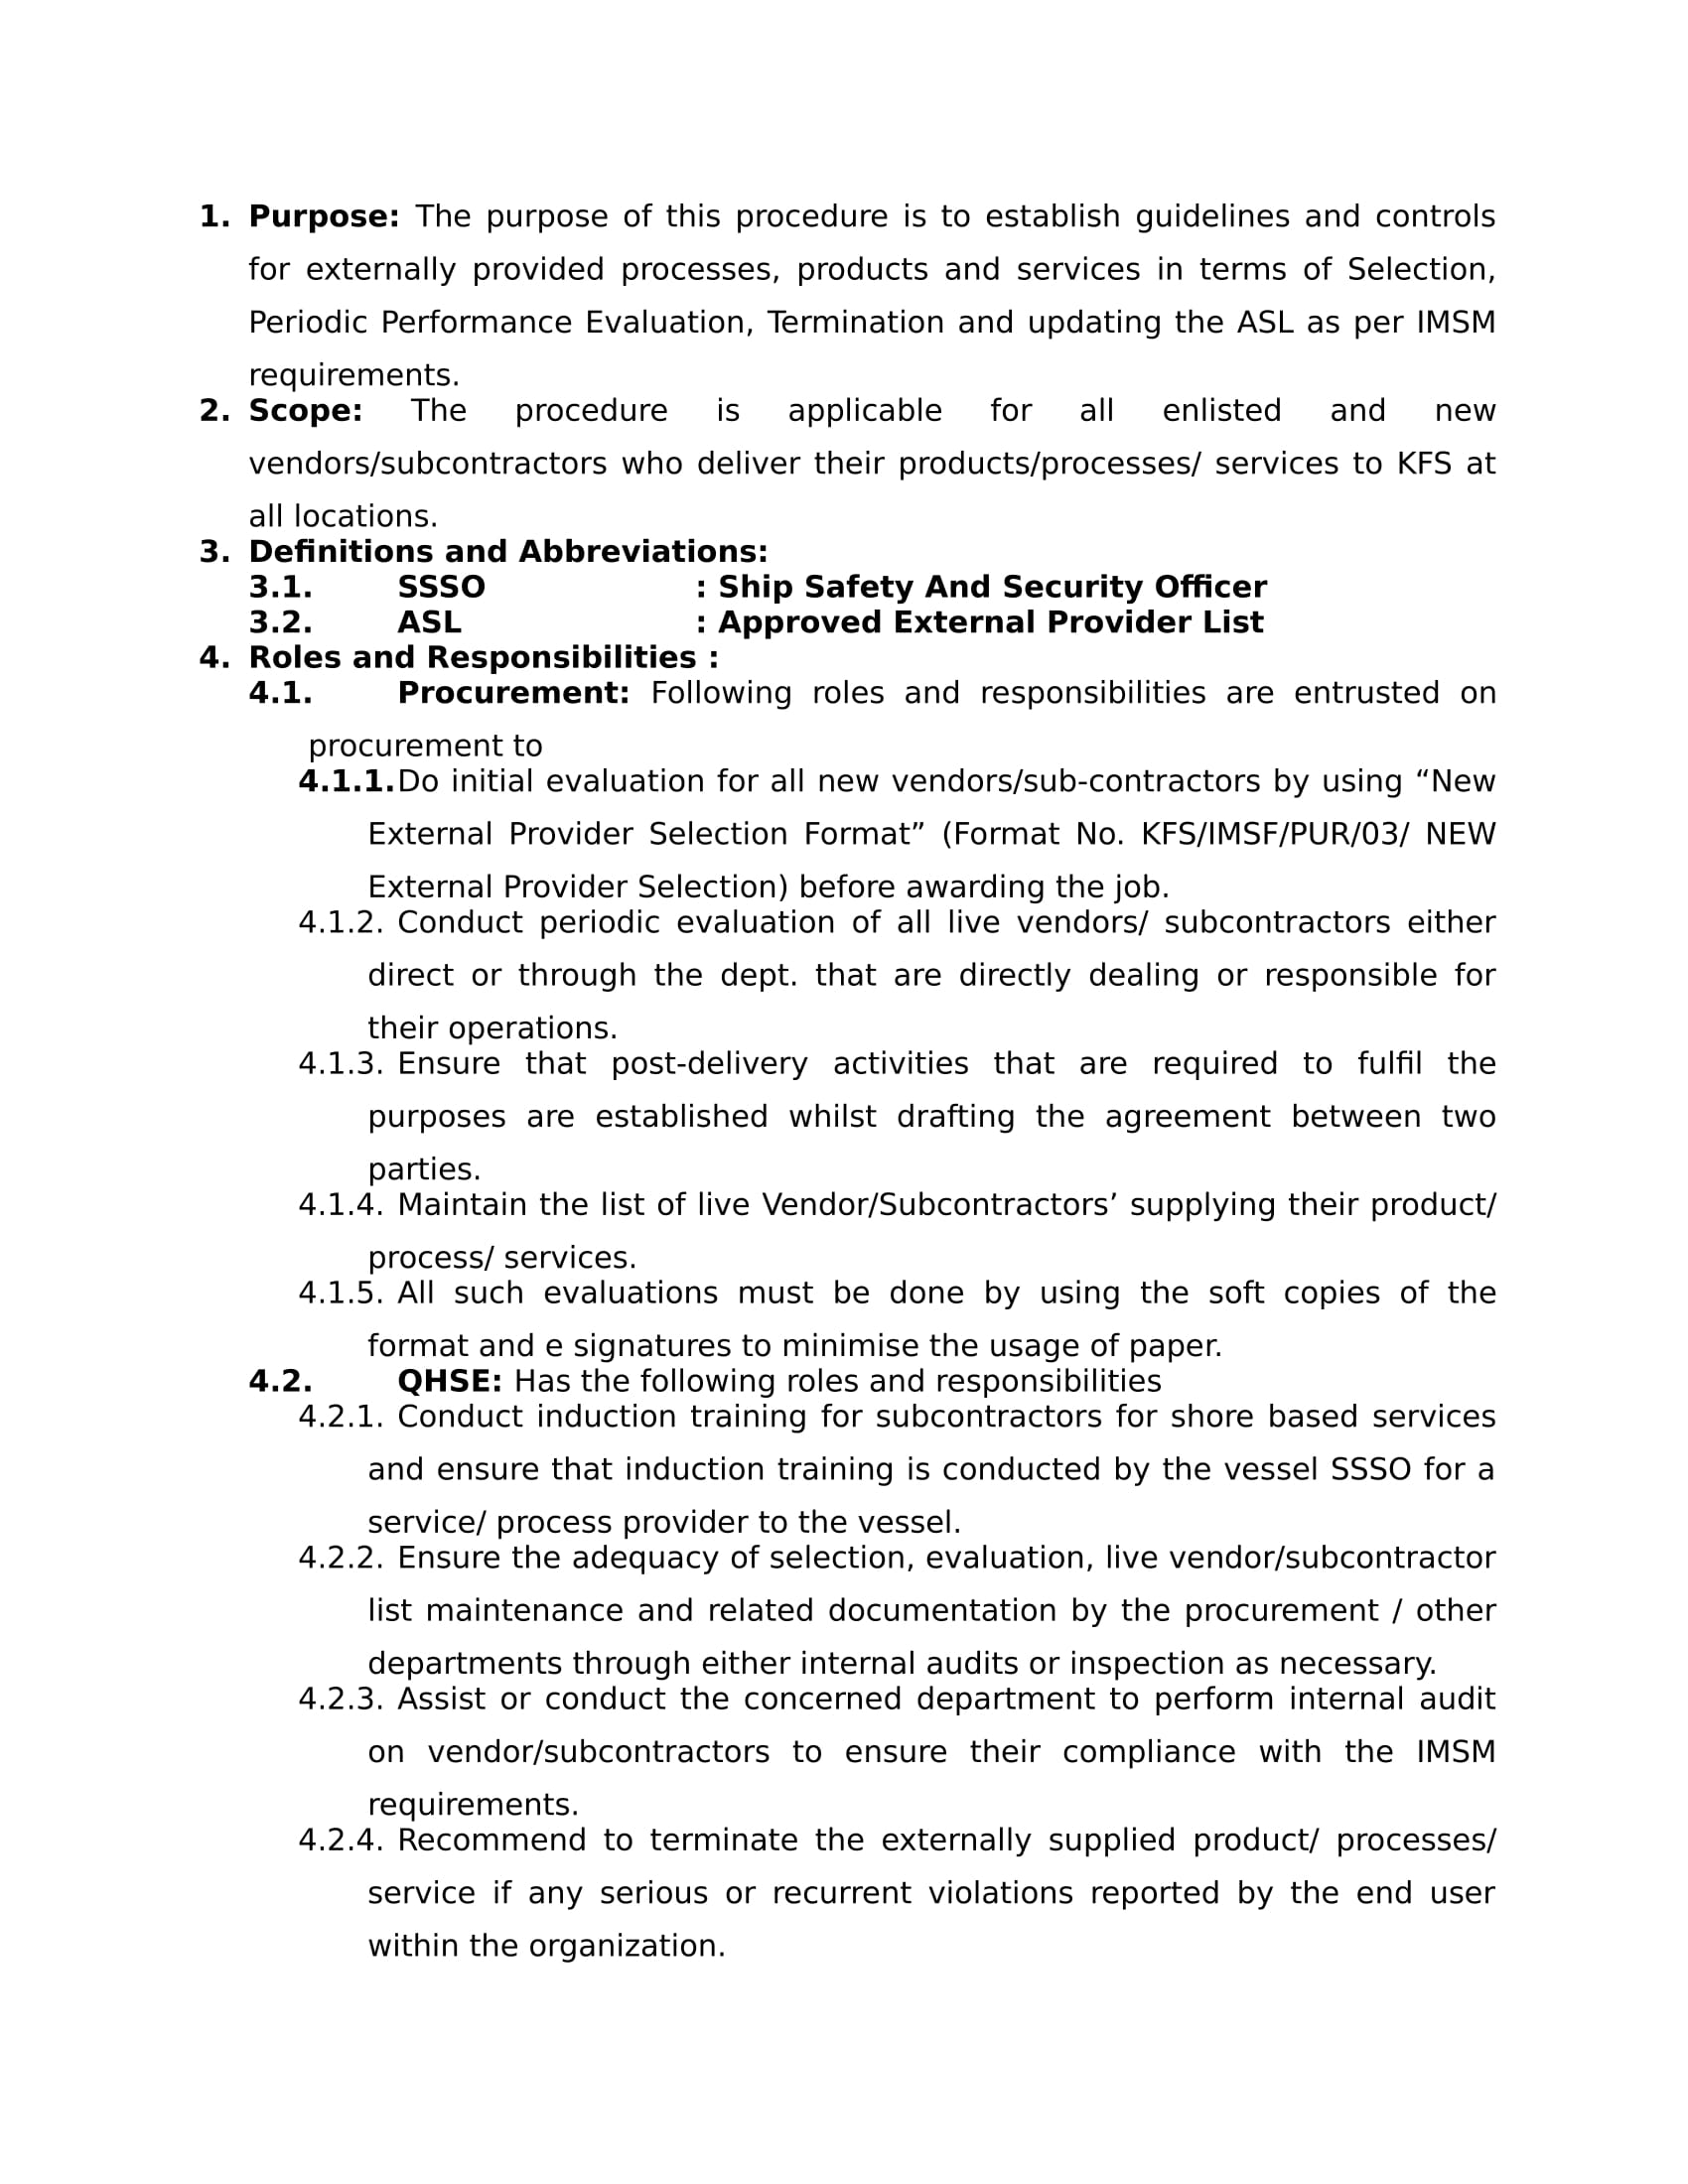 1. Purpose: The purpose of this procedure is to establish guidelines and controls
for externally provided processes, products and services in terms of Selection,
Periodic Performance Evaluation, Termination and updating the ASL as per IMSM
requirements.
2. Scope: The procedure is applicable for all enlisted and new
vendors/subcontractors who deliver their products/processes/ services to KFS at
all locations.
3. Definitions and Abbreviations:
3.1. SSSO : Ship Safety And Security Officer
3.2. ASL : Approved External Provider List
4. Roles and Responsibilities :
4.1. Procurement: Following roles and responsibilities are entrusted on
procurement to
4.1.1. Do initial evaluation for all new vendors/sub-contractors by using “New
External Provider Selection Format” (Format No. KFS/IMSF/PUR/03/ NEW
External Provider Selection) before awarding the job.
4.1.2. Conduct periodic evaluation of all live vendors/ subcontractors either
direct or through the dept. that are directly dealing or responsible for
their operations.
4.1.3. Ensure that post-delivery activities that are required to fulfil the
purposes are established whilst drafting the agreement between two
parties.
4.1.4. Maintain the list of live Vendor/Subcontractors’ supplying their product/
process/ services.
4.1.5. All such evaluations must be done by using the soft copies of the
format and e signatures to minimise the usage of paper.
4.2. QHSE: Has the following roles and responsibilities
4.2.1. Conduct induction training for subcontractors for shore based services
and ensure that induction training is conducted by the vessel SSSO for a
service/ process provider to the vessel.
4.2.2. Ensure the adequacy of selection, evaluation, live vendor/subcontractor
list maintenance and related documentation by the procurement / other
departments through either internal audits or inspection as necessary.
4.2.3. Assist or conduct the concerned department to perform internal audit
on vendor/subcontractors to ensure their compliance with the IMSM
requirements.
4.2.4. Recommend to terminate the externally supplied product/ processes/
service if any serious or recurrent violations reported by the end user
within the organization.